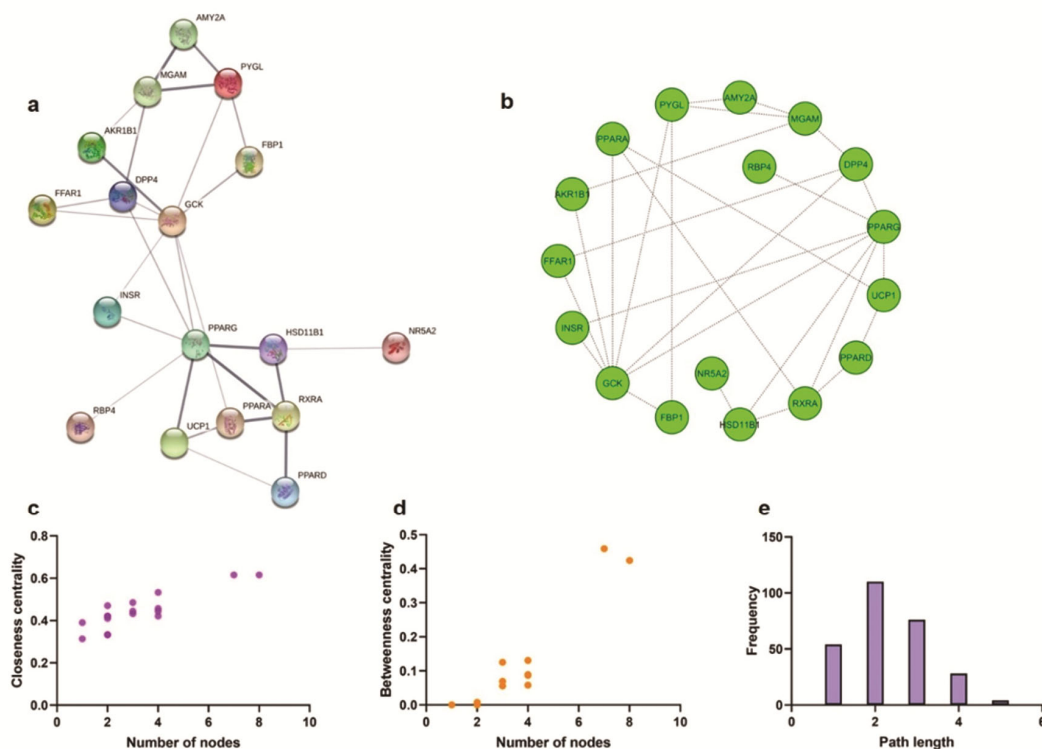 a
AMY2A
MGAM
PYGL
AKR1B1
FBP1
DPP4
FFAR1
GCK
INSR
PPARG
HSD11B1
NR5A2
RBP4
PPARA
RXRA
UCP1
PPARD
b
AMY2A
PYGL
MGAM
PPARA
RBP4
DPP4
AKR1B1
PPARG
FFAR1
UCP1
INSR
PPARD
NR5A2
GCK
RXRA
FBP1
HSD11B1
c
Closeness centrality
0.8
0.6
0.4
0.2
0.0
0 2 4 6 8 10
Number of nodes
d
Betweenness centrality
0.5
0.4
0.3
0.2
0.1
0.0
0 2 4 6 8 10
Number of nodes
e
Frequency
150
100
50
0
0 2 4 6
Path length